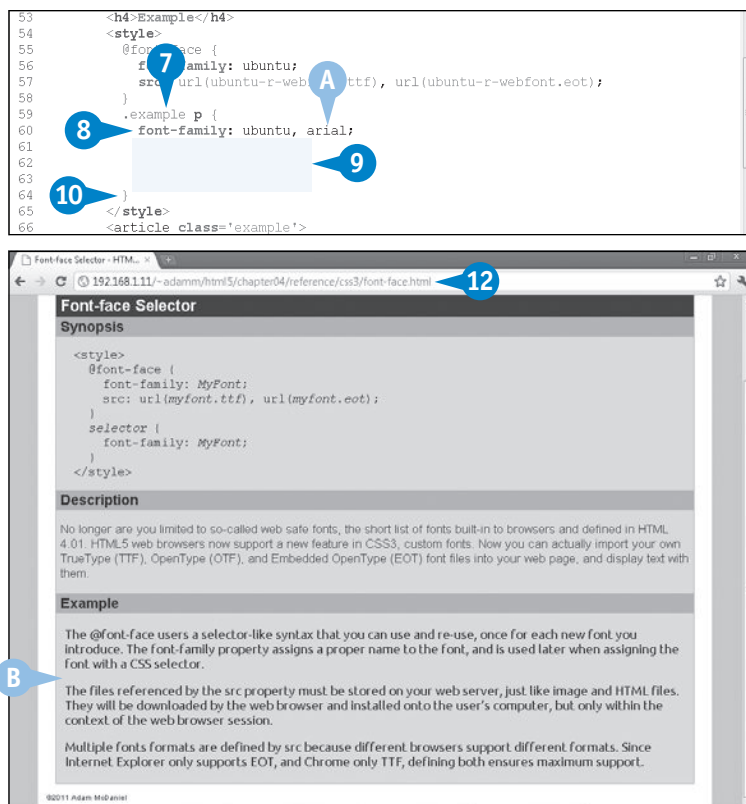 53 <h4>Example</h4>
54 <style>
55 {
7
56 ubuntu;
A
57 url(ubuntu-r-webfont.eot);
58 }
59 .example p {
8
60 font-family: ubuntu, arial;
61
62
9
63
10
64 }
65 </style>
66 <article class='example'>
Font-face Selector - HTM...
192.168.1.11/~adamm/html5/chapter04/reference/css3/font-face.html
12
Font-face Selector
Synopsis
<style>
@font-face {
font-family: MyFont;
src: url(myfont.ttf), url(myfont.eot);
}
selector {
font-family: MyFont;
}
</style>
Description
No longer are you limited to so-called web safe fonts, the short list of fonts built-in to browsers and defined in HTML
4.01. HTML5 web browsers now support a new feature in CSS3, custom fonts. Now you can actually import your own
TrueType (TTF), OpenType (OTF), and Embedded OpenType (EOT) font files into your web page, and display text with
them.
Example
The @font-face users a selector-like syntax that you can use and re-use, once for each new font you
introduce. The font-family property assigns a proper name to the font, and is used later when assigning the
font with a CSS selector.
B
The files referenced by the src property must be stored on your web server, just like image and HTML files.
They will be downloaded by the web browser and installed onto the user's computer, but only within the
context of the web browser session.
Multiple fonts formats are defined by src because different browsers support different formats. Since
Internet Explorer only supports EOT, and Chrome only TTF, defining both ensures maximum support.
©2011 Adam McDaniel